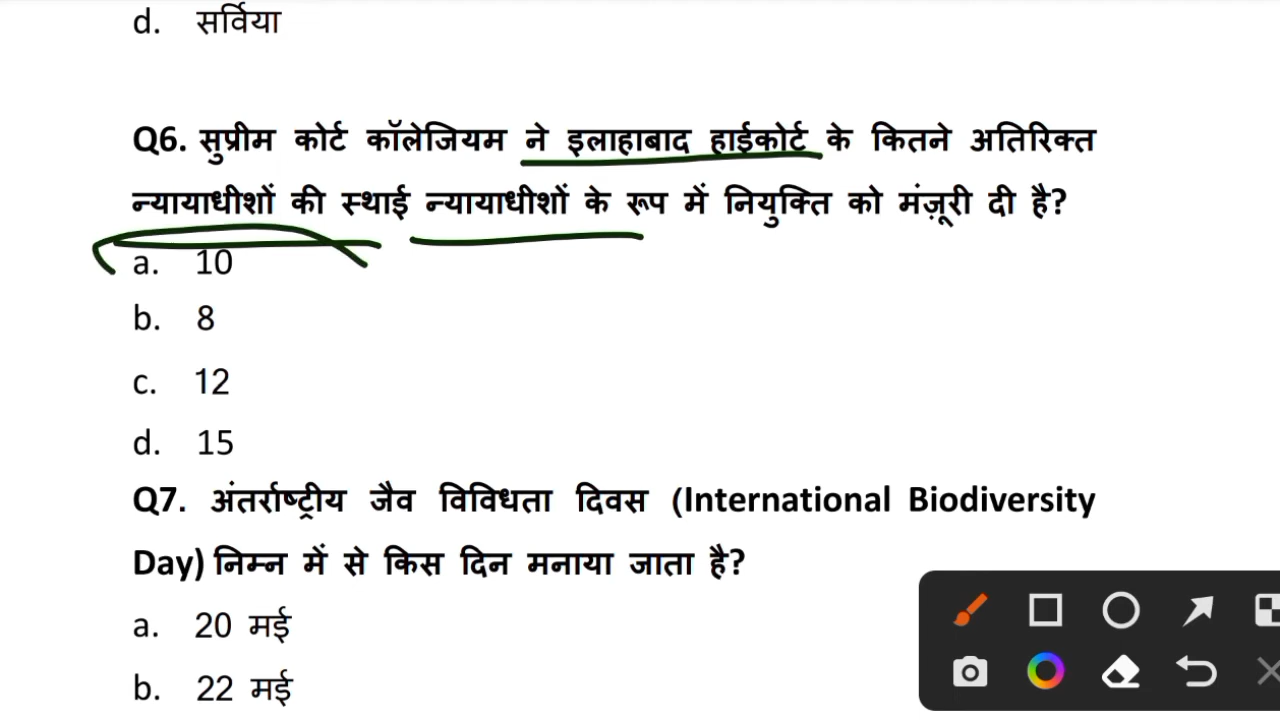 d. सर्विया
Q6. सुप्रीम कोर्ट कॉलेजियम ने इलाहाबाद हाईकोर्ट के कितने अतिरिक्त
न्यायाधीशों की स्थाई न्यायाधीशों के रूप में नियुक्ति को मंज़ूरी दी है?
a. 10
b. 8
c. 12
d. 15
Q7. अंतर्राष्ट्रीय जैव विविधता दिवस (International Biodiversity
Day) निम्न में से किस दिन मनाया जाता है?
a. 20 मई
b. 22 मई